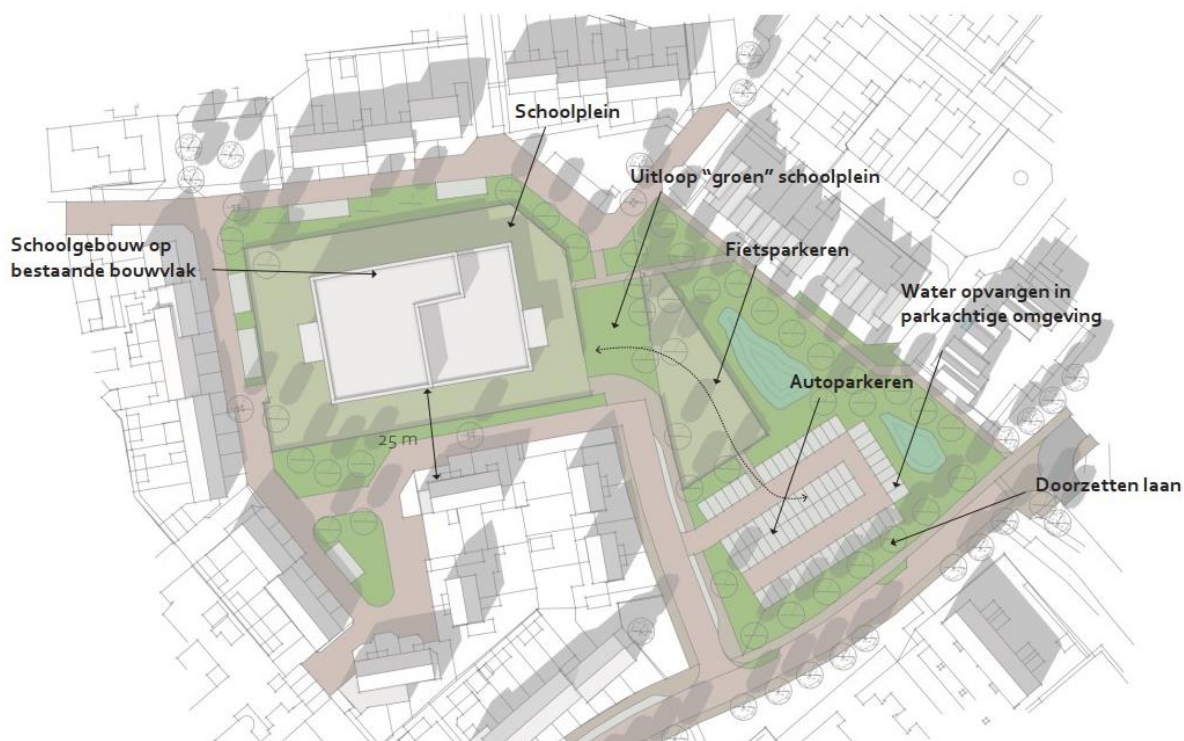 Schoolplein
Uitloop “groen” schoolplein
Fietsparkeren
Schoolgebouw op
bestaande bouwvlak
Water opvangen in
parkachtige omgeving
Autoparkeren
25 m
Doorzetten laan